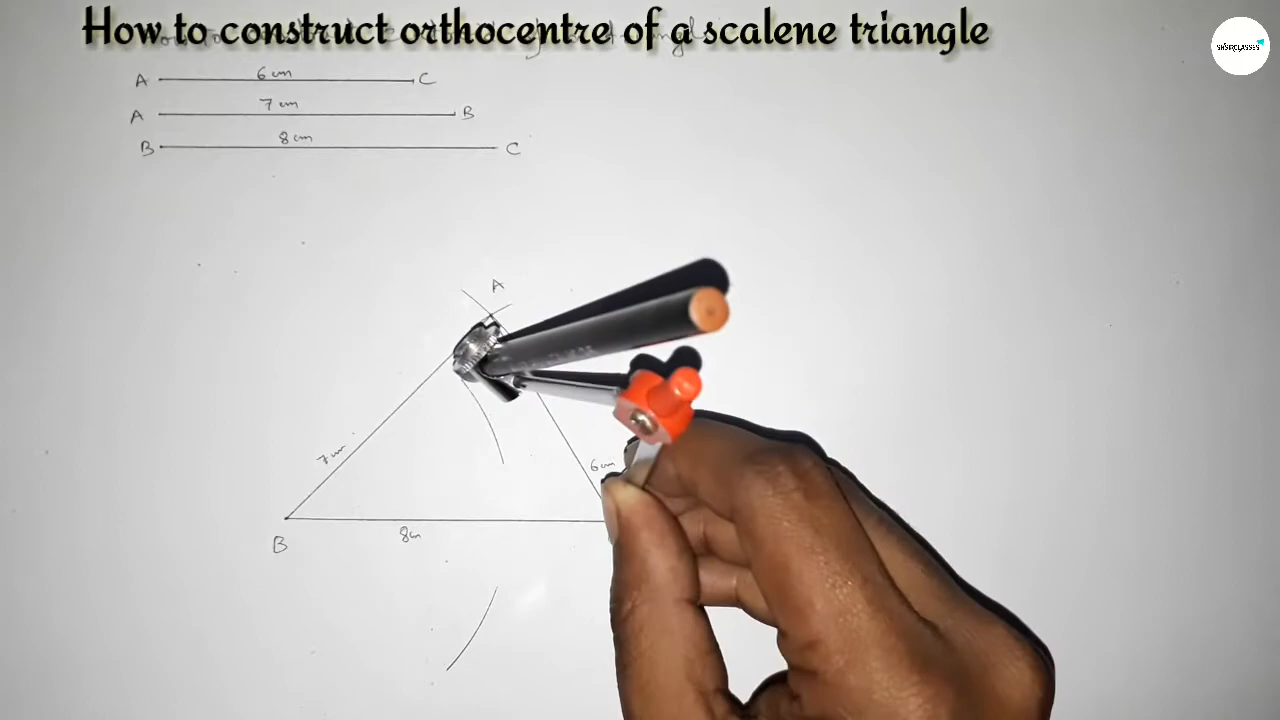 How to construct orthocentre of a scalene triangle
SHSIRCLASSES
A 6 cm C
A 7 cm B
B 8 cm C
A
7 cm
6 cm
8 cm
B